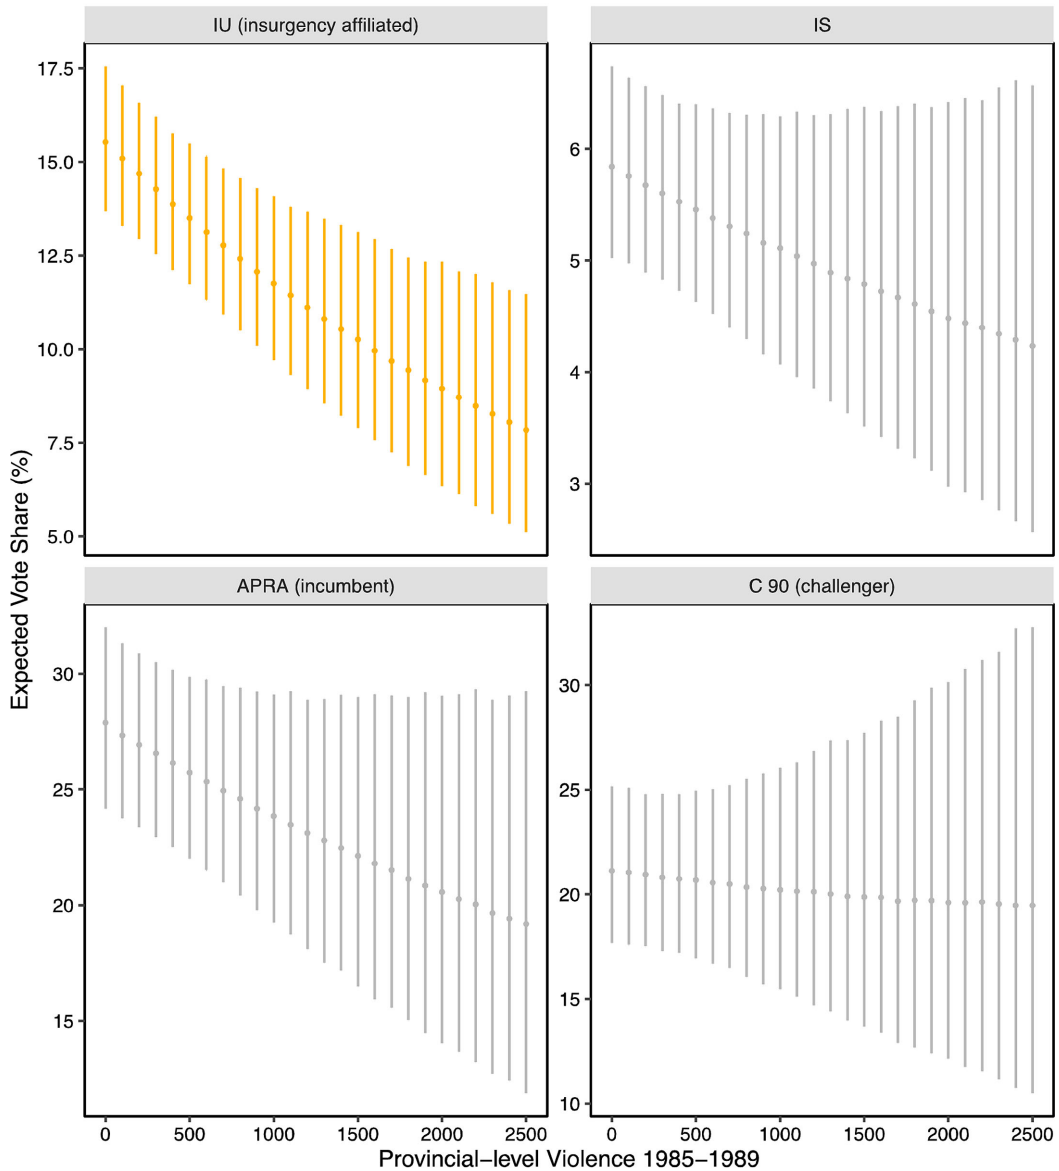 IU (insurgency affiliated)
IS
17.5
15.0
12.5
10.0
7.5
5.0
6
5
4
3
Expected Vote Share (%)
APRA (incumbent)
C 90 (challenger)
30
25
20
15
30
25
20
15
10
0 500 1000 1500 2000 2500
0 500 1000 1500 2000 2500
Provincial−level Violence 1985−1989